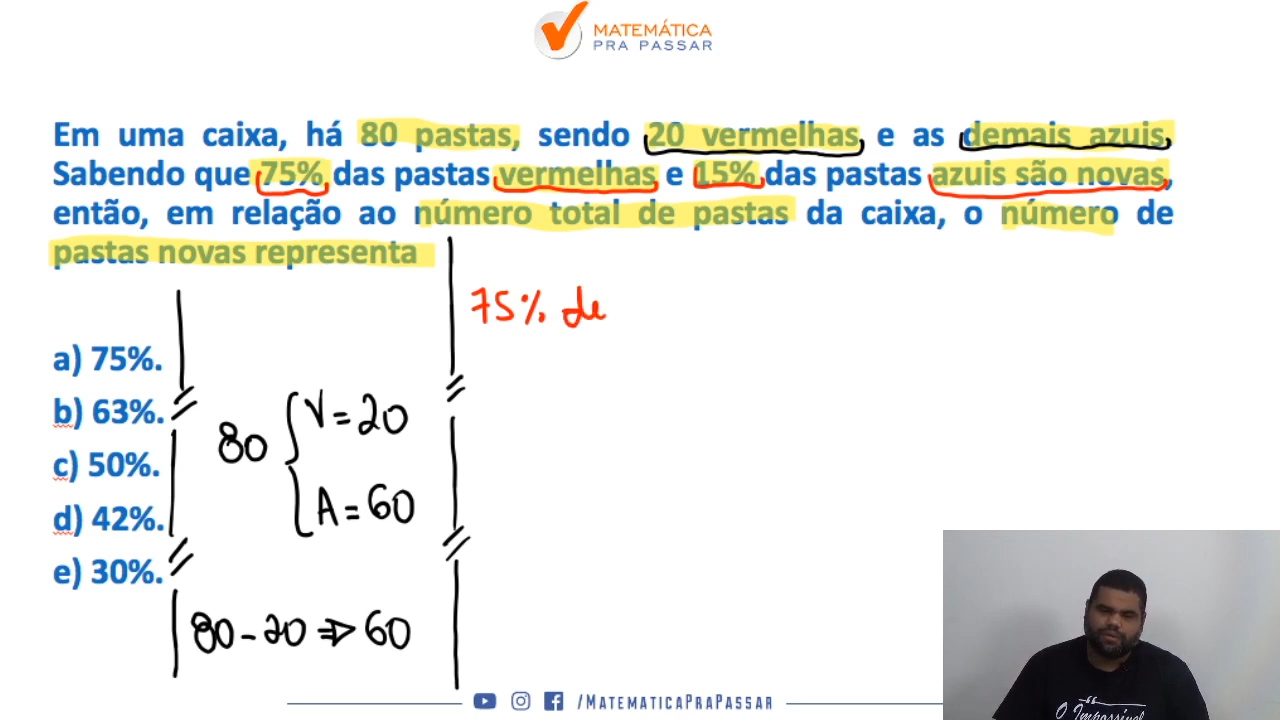 MATEMÁTICA
PRA PASSAR
Em uma caixa, há 80 pastas, sendo 20 vermelhas e as demais azuis.
Sabendo que 75% das pastas vermelhas e 15% das pastas azuis são novas,
então, em relação ao número total de pastas da caixa, o número de
pastas novas representa
75% de
a) 75%.
b) 63%.
c) 50%.
d) 42%.
e) 30%.
80
V = 20
A = 60
80 - 20 ⇒ 60
/MatematicaPraPassar
O Impossível